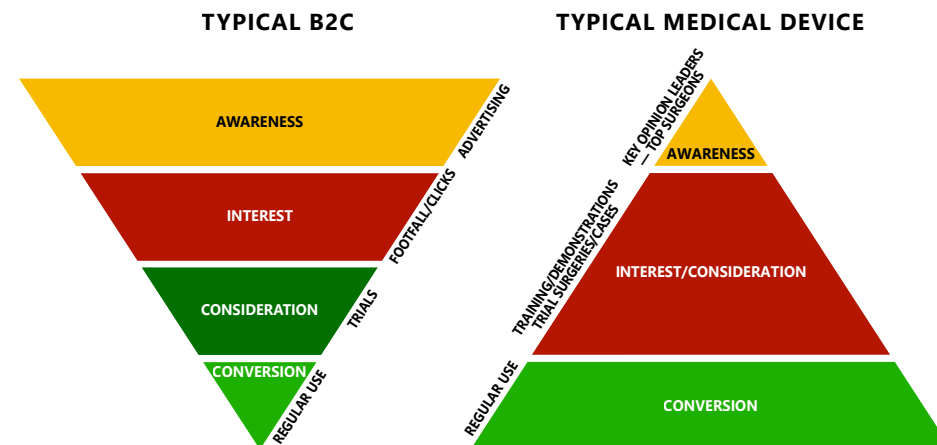 TYPICAL B2C
AWARENESS
ADVERTISING
INTEREST
FOOTFALL/CLICKS
CONSIDERATION
TRIALS
CONVERSION
REGULAR USE
TYPICAL MEDICAL DEVICE
KEY OPINION LEADERS
— TOP SURGEONS
AWARENESS
TRAINING/DEMONSTRATIONS
TRIAL SURGERIES/CASES
INTEREST/CONSIDERATION
REGULAR USE
CONVERSION